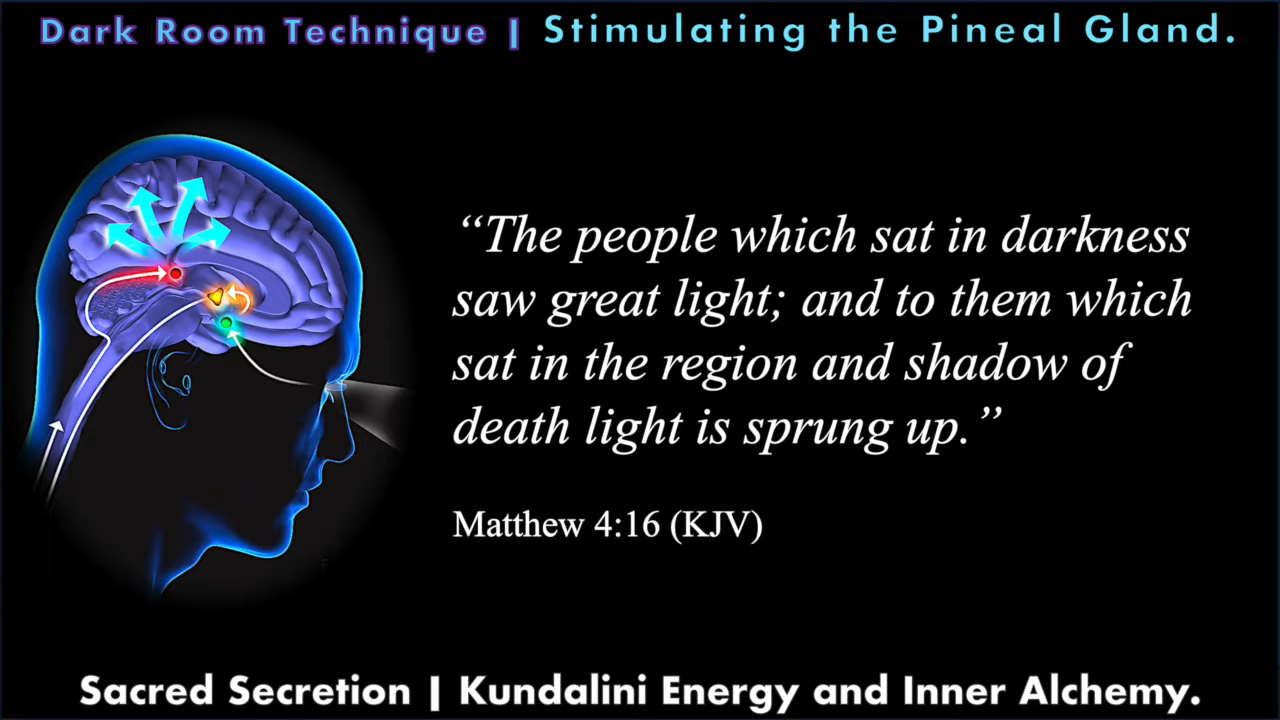 Dark Room Technique | Stimulating the Pineal Gland.
“The people which sat in darkness
saw great light; and to them which
sat in the region and shadow of
death light is sprung up.”
Matthew 4:16 (KJV)
Sacred Secretion | Kundalini Energy and Inner Alchemy.